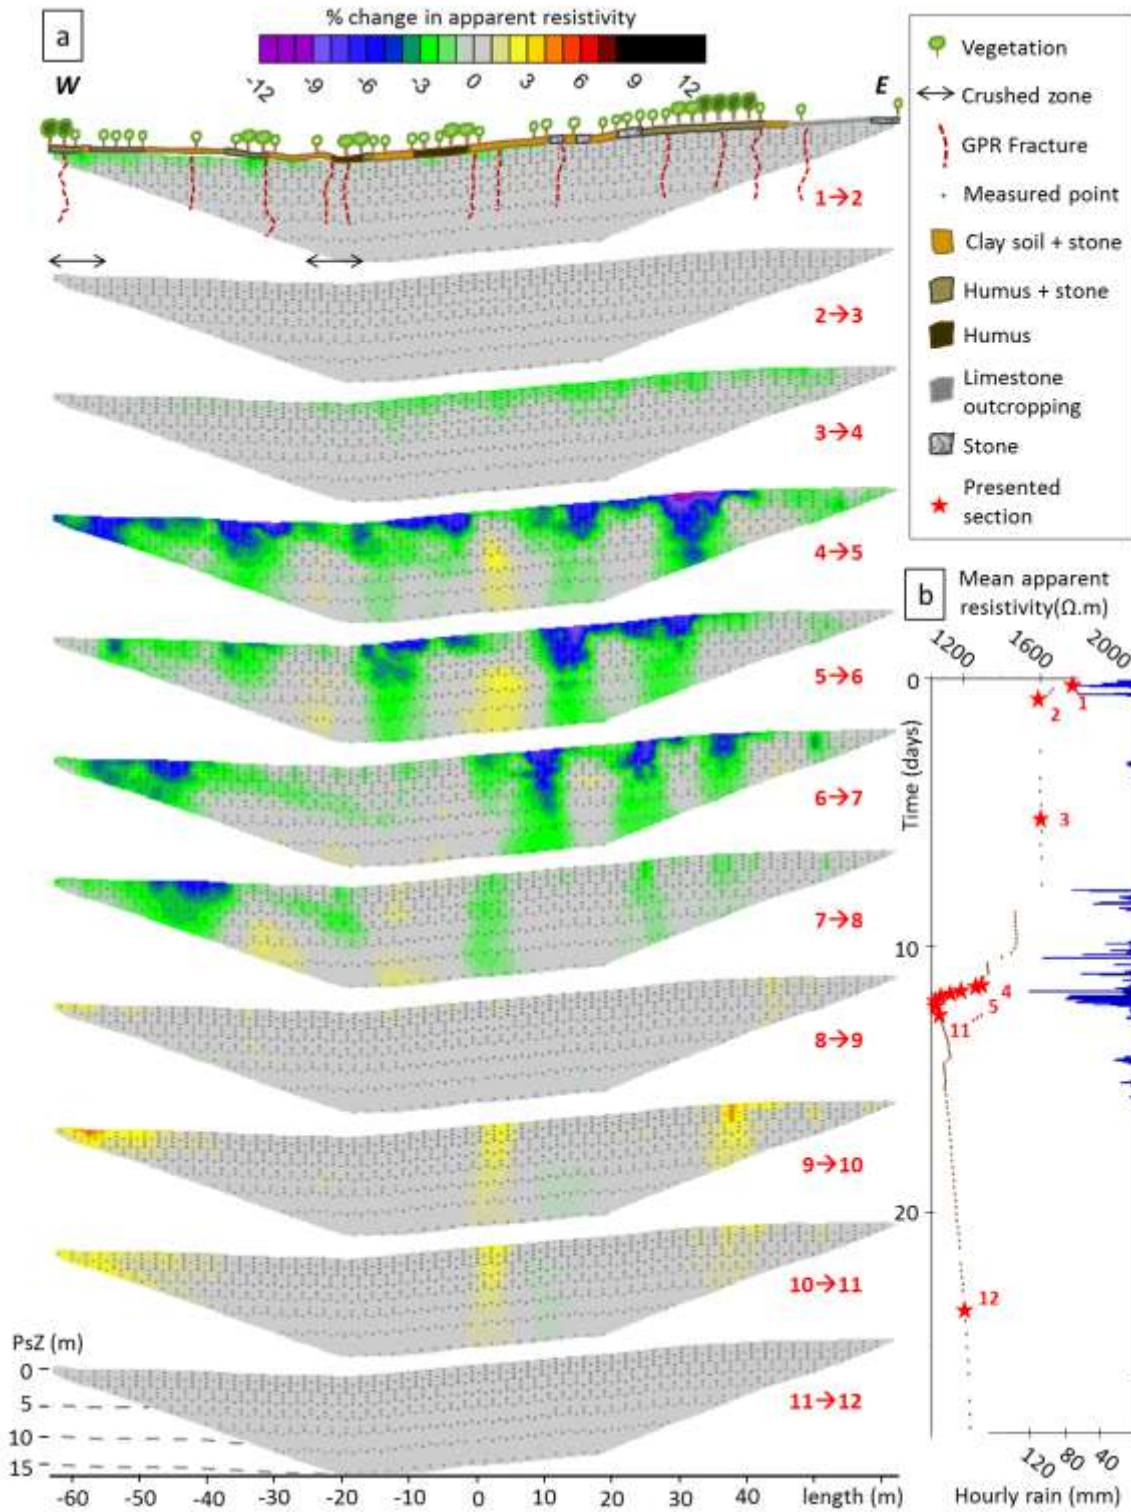 a
% change in apparent resistivity
-12 -9 -6 -3 0 3 6 9 12
W
E
1→2
2→3
3→4
4→5
5→6
6→7
7→8
8→9
9→10
10→11
11→12
PsZ (m)
0
5
10
15
-60 -50 -40 -30 -20 -10 0 10 20 30 40 length (m)
Vegetation
Crushed zone
GPR Fracture
Measured point
Clay soil + stone
Humus + stone
Humus
Limestone
outcropping
Stone
Presented
section
b
Mean apparent
resistivity(Ω.m)
1200 1600 2000
0
10
20
Time (days)
1
2
3
4
5
11
12
120 80 40
Hourly rain (mm)